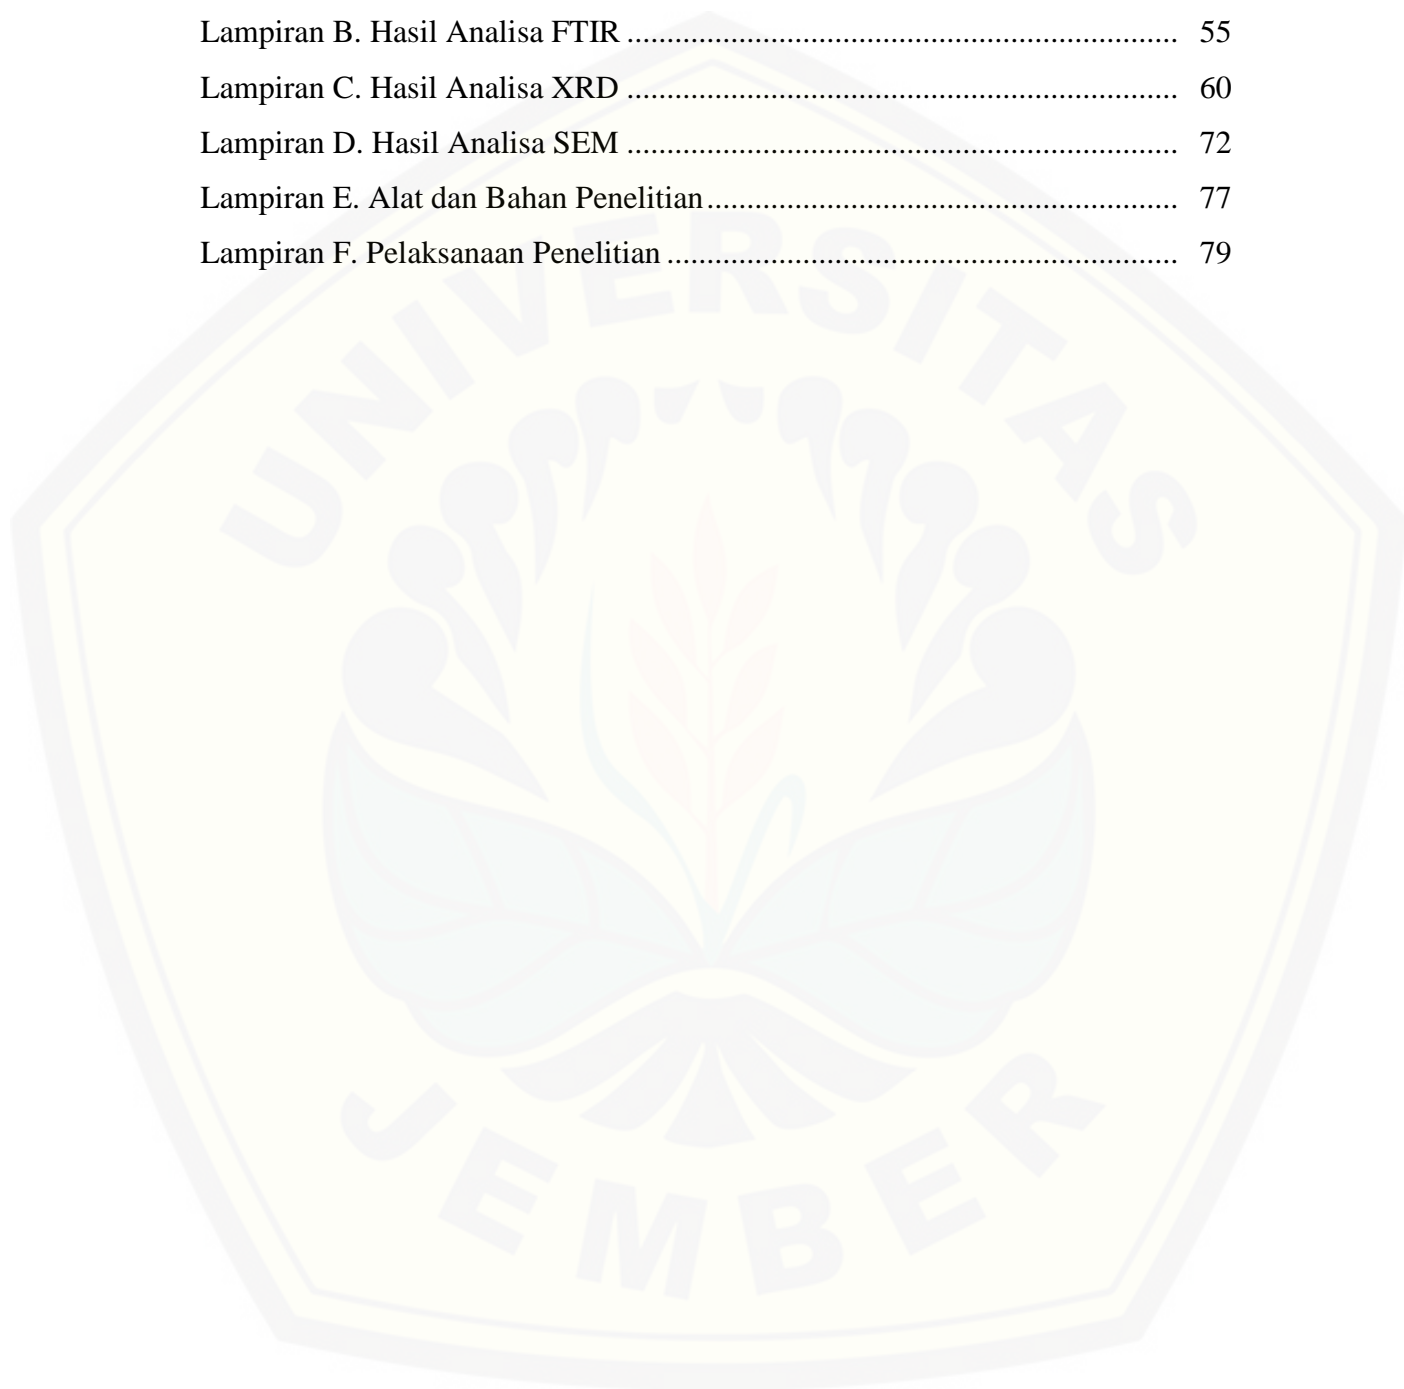 Lampiran B. Hasil Analisa FTIR ....................................................................... 55
Lampiran C. Hasil Analisa XRD ....................................................................... 60
Lampiran D. Hasil Analisa SEM ....................................................................... 72
Lampiran E. Alat dan Bahan Penelitian ............................................................ 77
Lampiran F. Pelaksanaan Penelitian .................................................................. 79
UNIVERSITAS
JEMBER